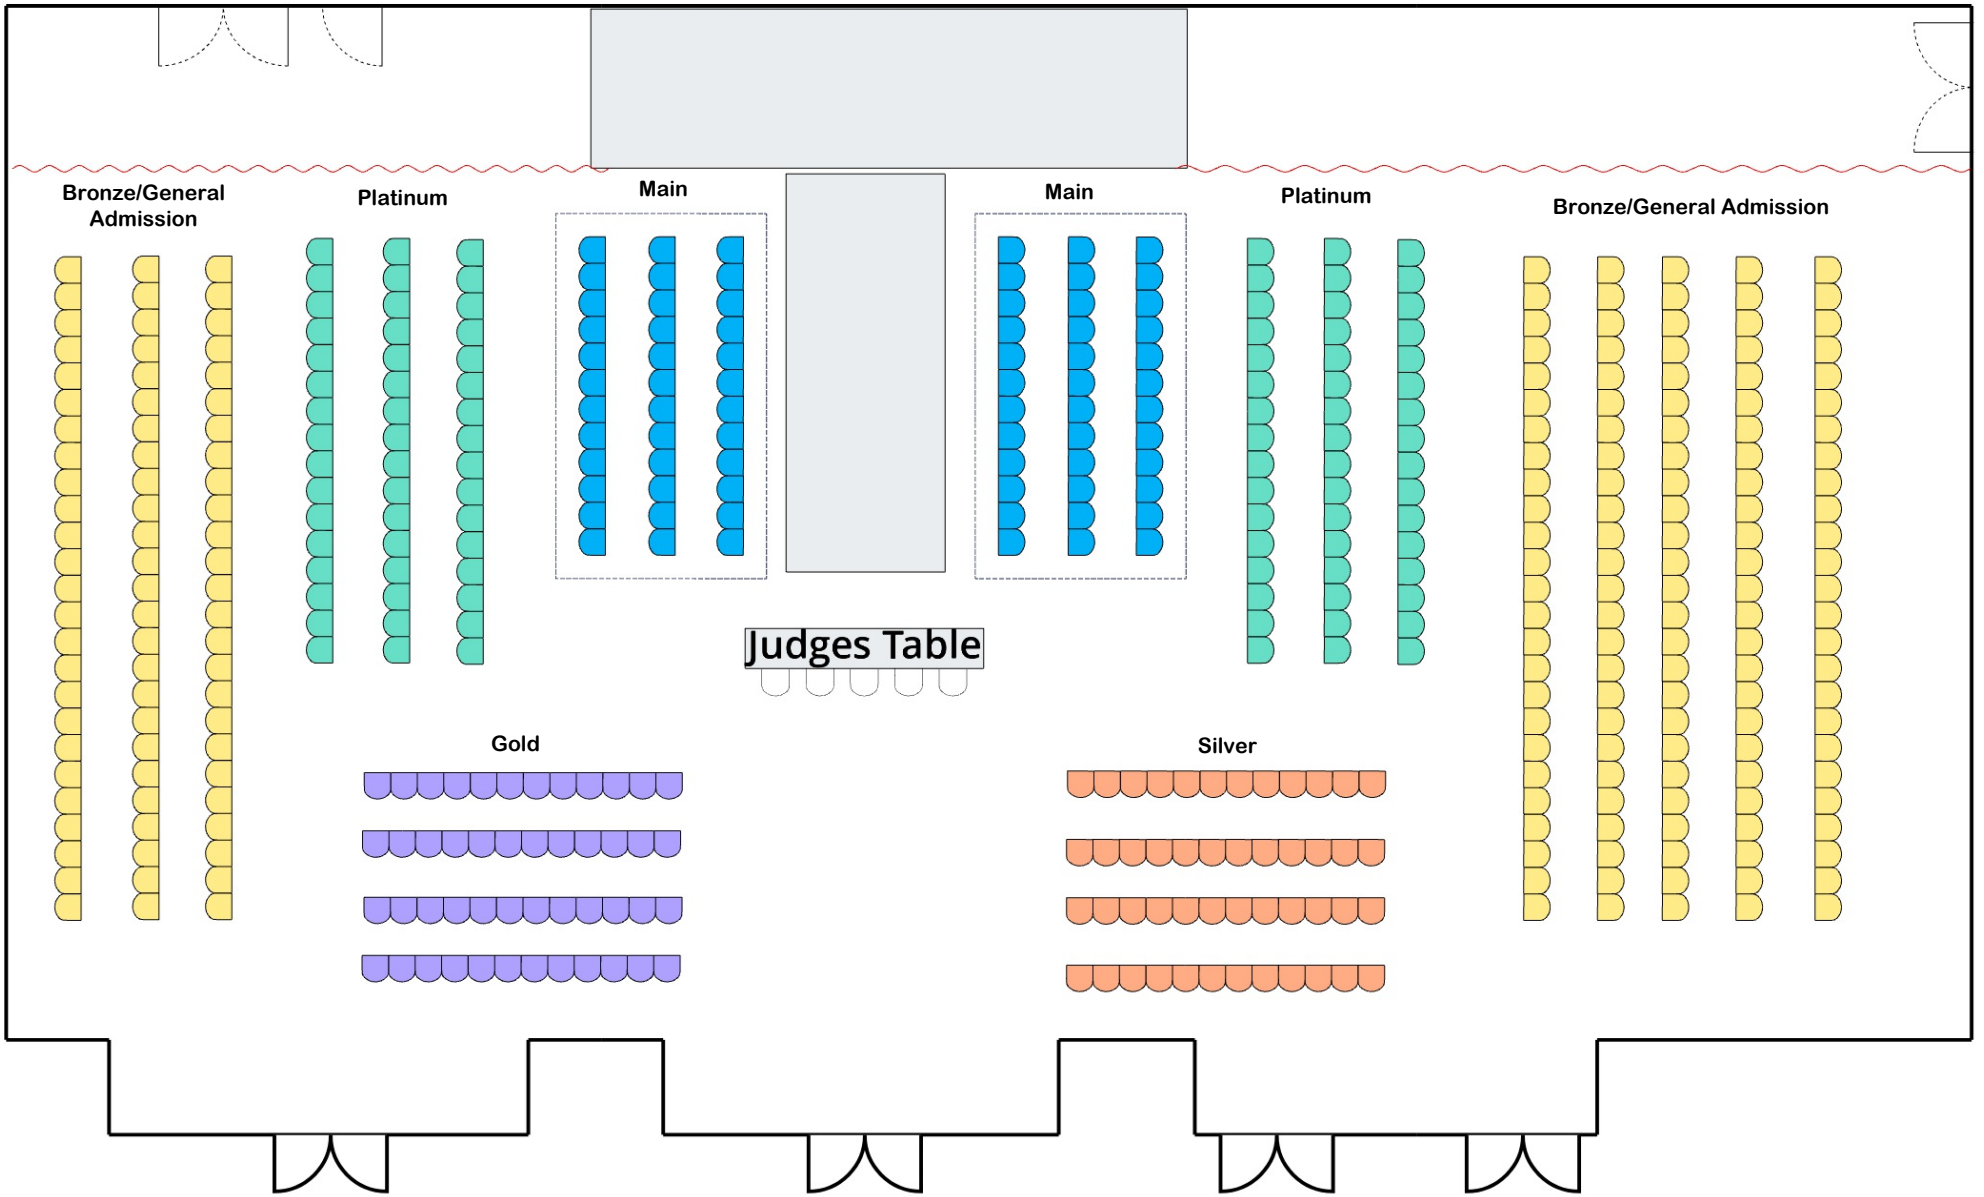 Bronze/General
Admission
Platinum
Main
Main
Platinum
Bronze/General Admission
Judges Table
Gold
Silver